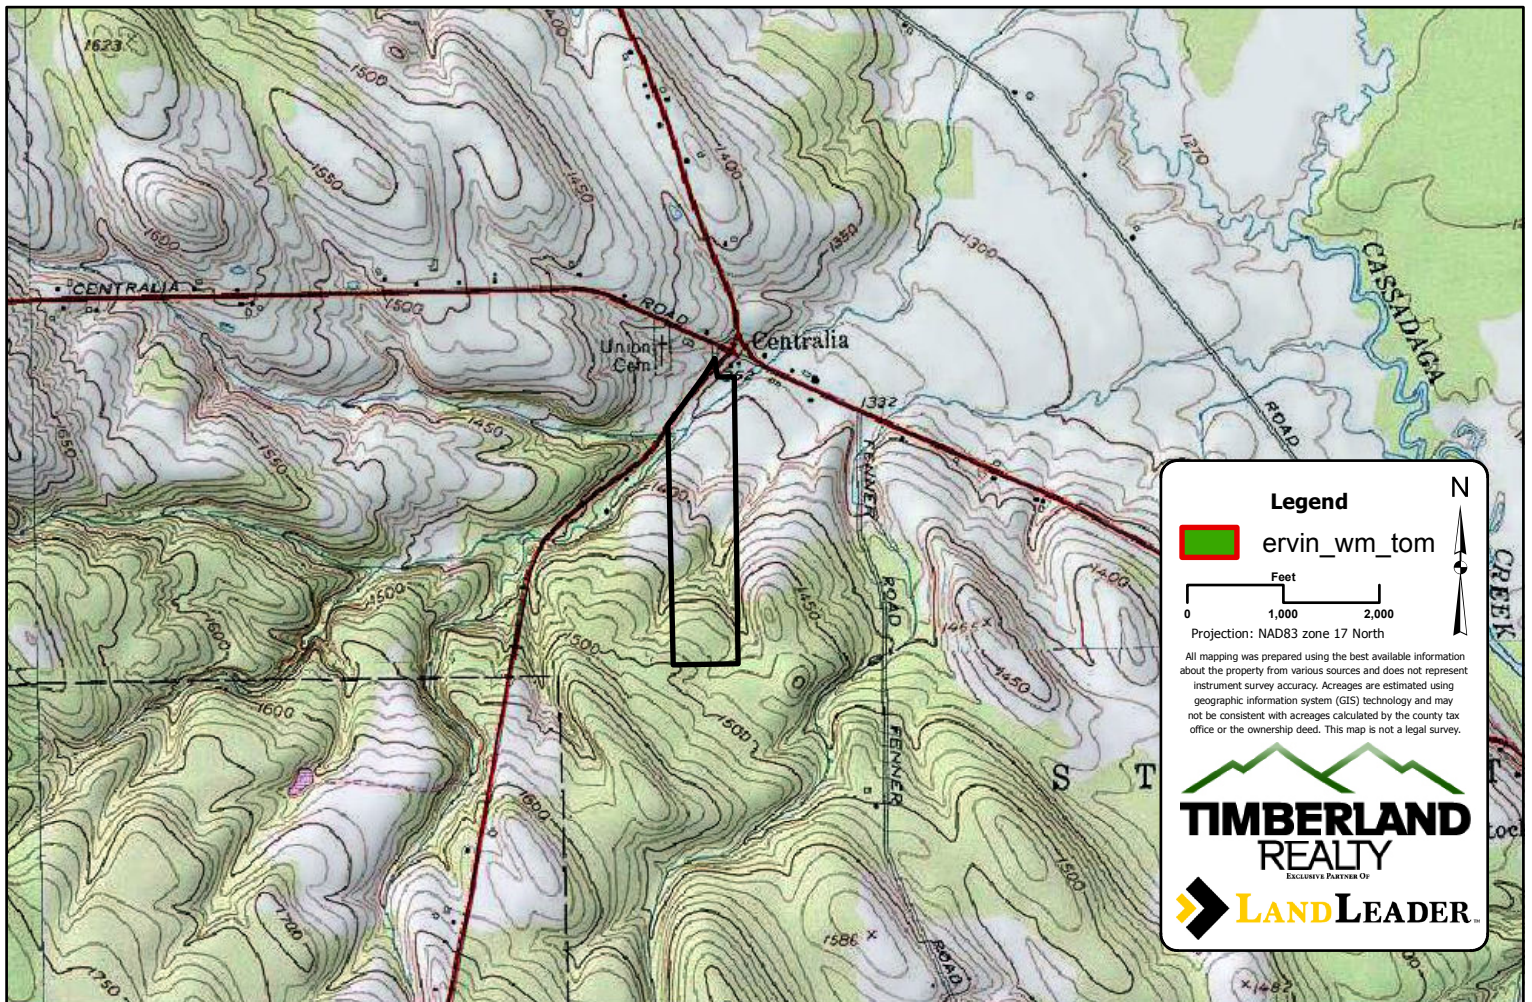 1623
1500
1400
1400
1270
1550
1450
1600
1350
1300
CENTRALIA
ROAD
1500
Centralia
Union
Cem
CASSADAGA
CREEK
1332
ROAD
1450
1550
1650
1400
FENNER
ROAD
1450
1400
1465
1450
1500
1600
1500
1600
1500
FENNER
ROAD
S T
1600
1500
1700
1750
1586
1482
Legend
N
ervin_wm_tom
Feet
0 1,000 2,000
Projection: NAD83 zone 17 North
All mapping was prepared using the best available information
about the property from various sources and does not represent
instrument survey accuracy. Acreages are estimated using
geographic information system (GIS) technology and may
not be consistent with acreages calculated by the county tax
office or the ownership deed. This map is not a legal survey.
TIMBERLAND
REALTY
EXCLUSIVE PARTNER OF
LANDLEADER